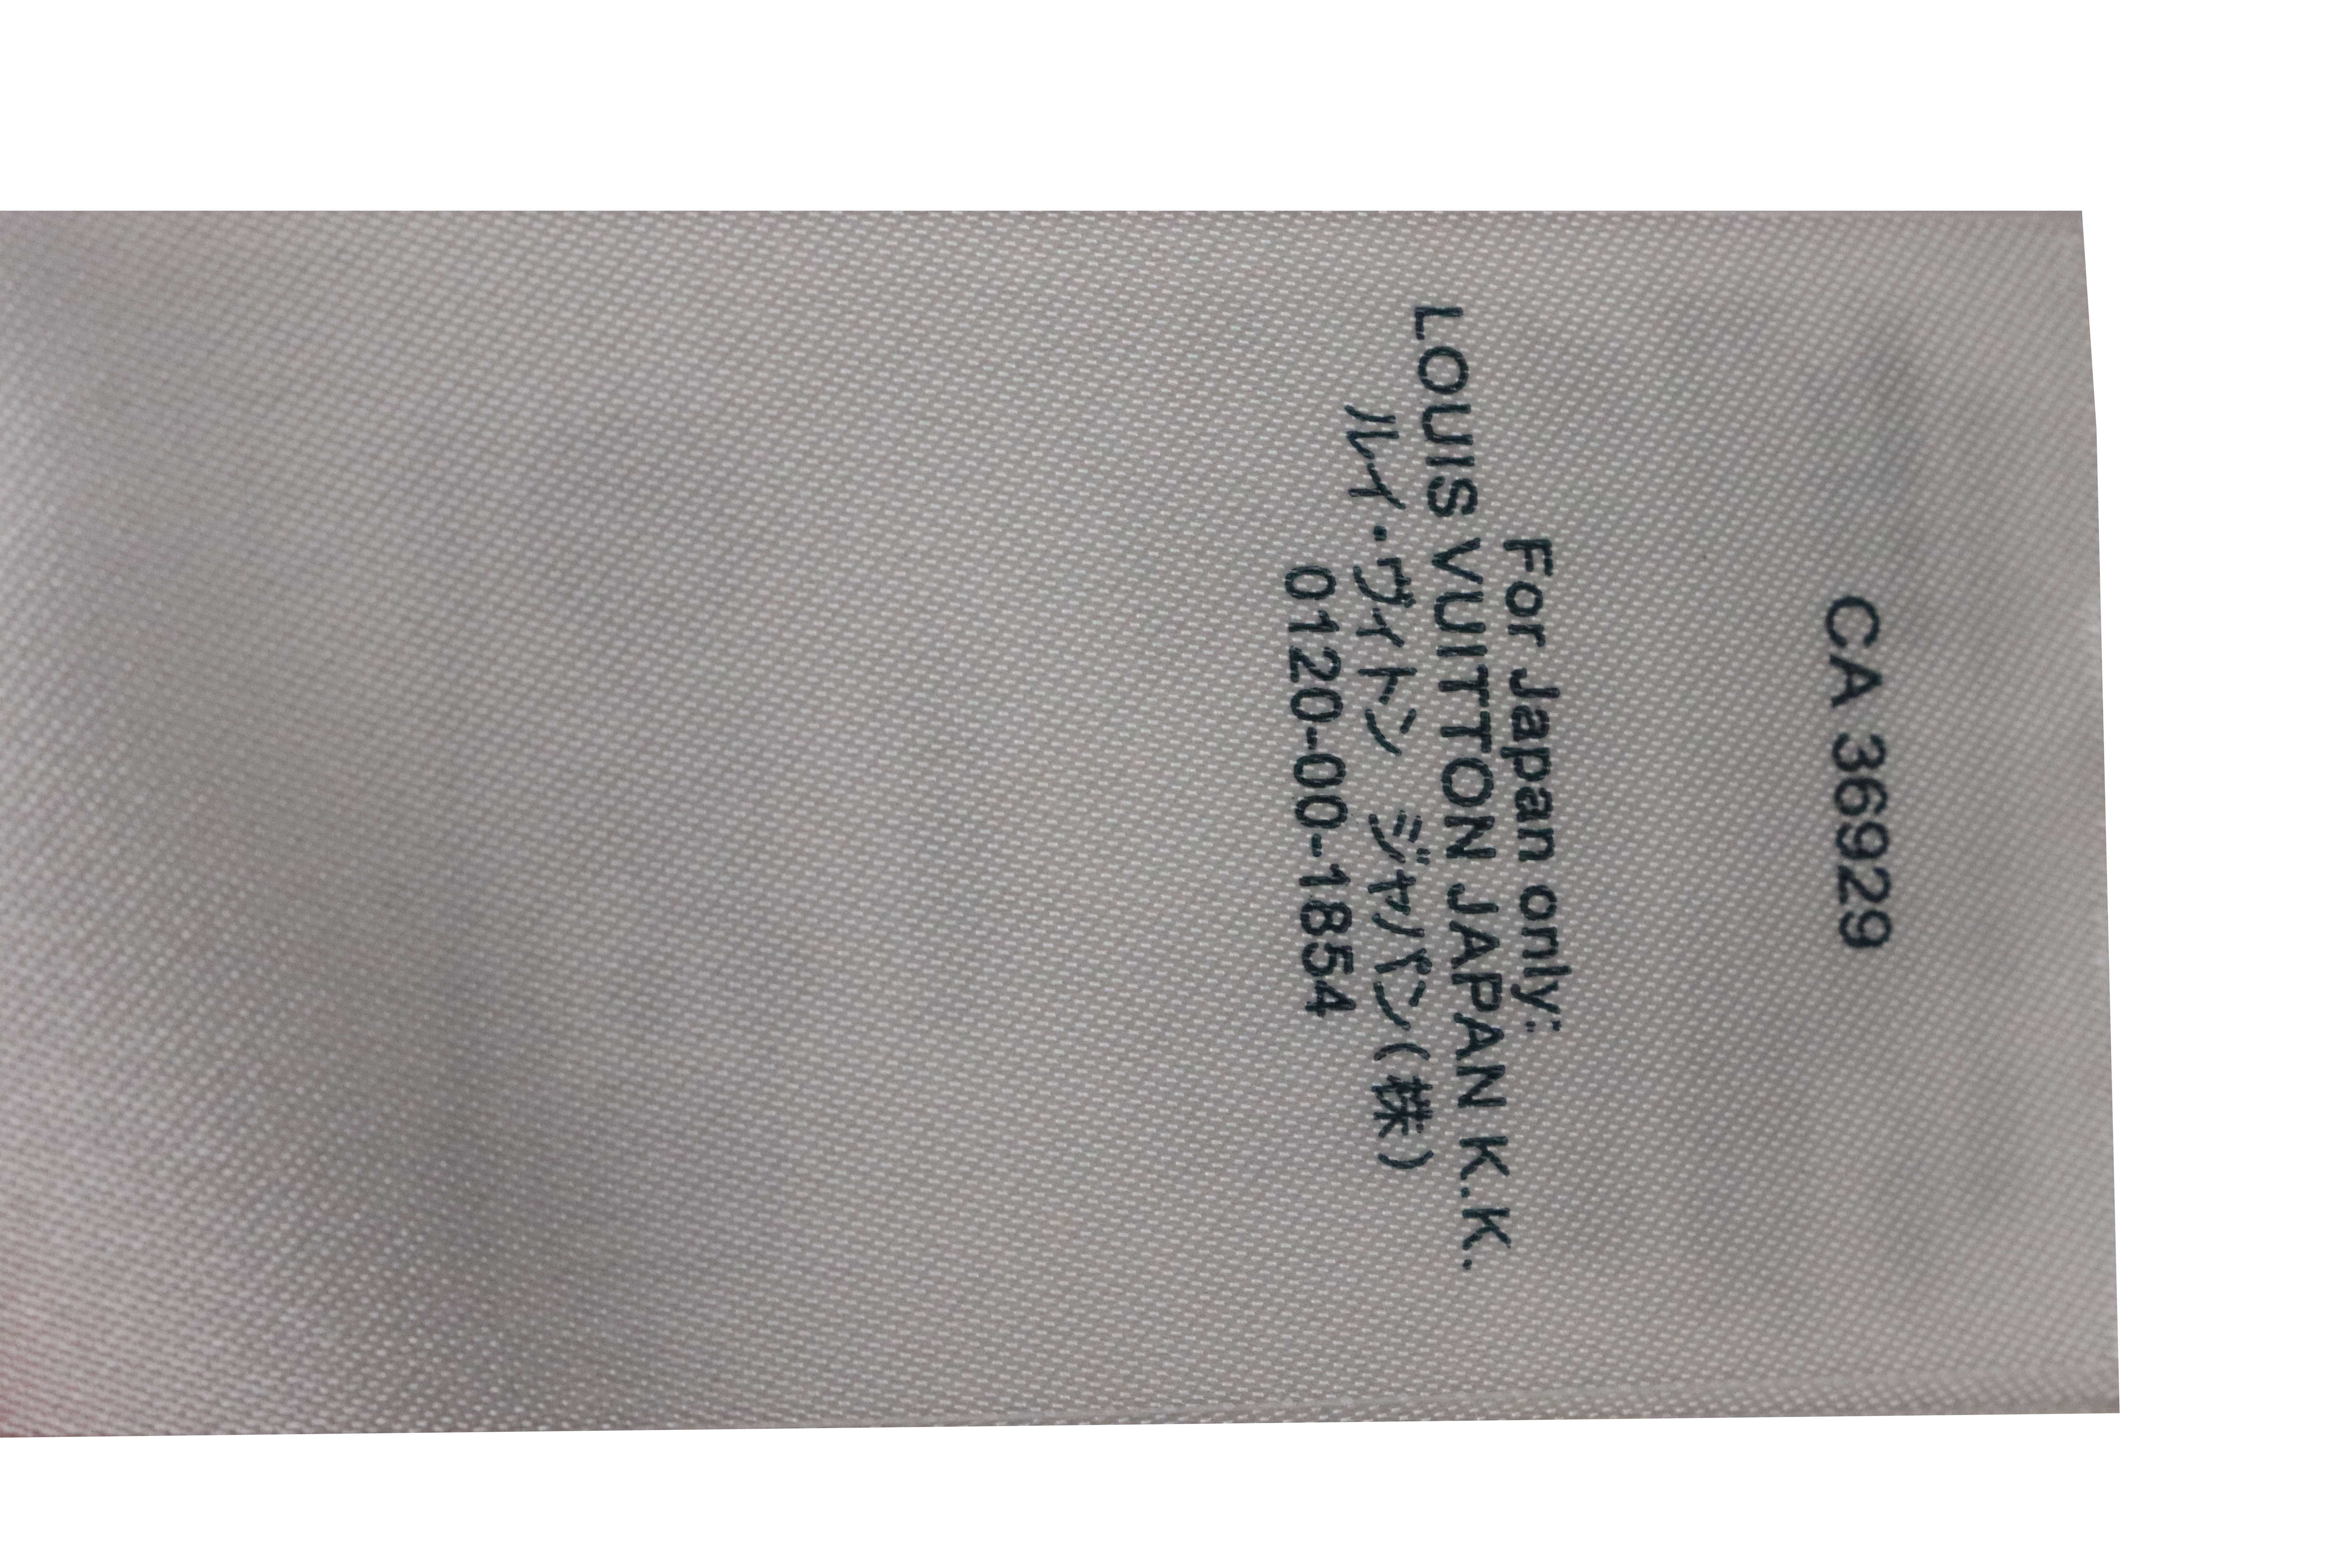 CA 36929
For Japan only:
LOUIS VUITTON JAPAN K.K.
ルイ・ヴィトン ジャパン(株)
0120-00-1854